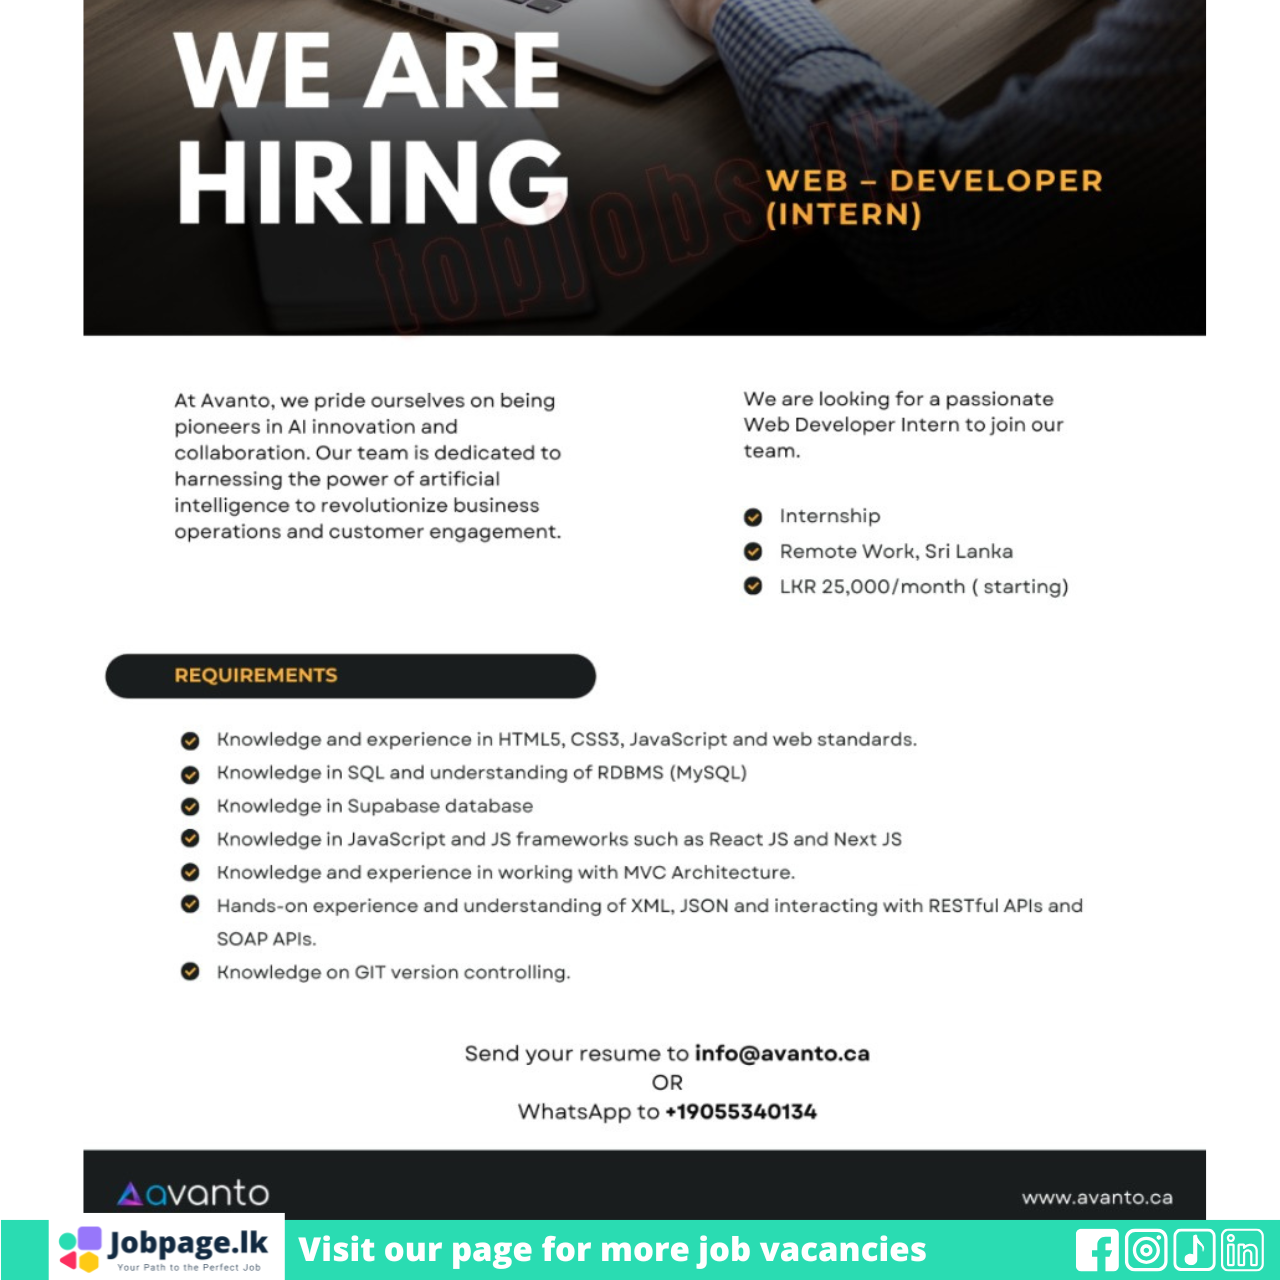 WE ARE
HIRING
WEB – DEVELOPER
(INTERN)
topjobs.lk
At Avanto, we pride ourselves on being
pioneers in AI innovation and
collaboration. Our team is dedicated to
harnessing the power of artificial
intelligence to revolutionize business
operations and customer engagement.
We are looking for a passionate
Web Developer Intern to join our
team.
Internship
Remote Work, Sri Lanka
LKR 25,000/month ( starting)
REQUIREMENTS
Knowledge and experience in HTML5, CSS3, JavaScript and web standards.
Knowledge in SQL and understanding of RDBMS (MySQL)
Knowledge in Supabase database
Knowledge in JavaScript and JS frameworks such as React JS and Next JS
Knowledge and experience in working with MVC Architecture.
Hands-on experience and understanding of XML, JSON and interacting with RESTful APIs and
SOAP APIs.
Knowledge on GIT version controlling.
Send your resume to info@avanto.ca
OR
WhatsApp to +19055340134
avanto
www.avanto.ca
Jobpage.lk
Your Path to the Perfect Job
Visit our page for more job vacancies